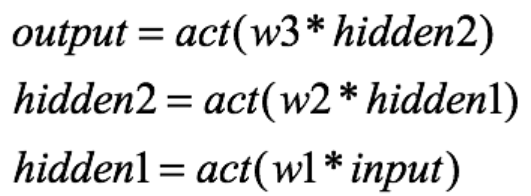 output = act(w3* hidden2)
hidden2 = act(w2* hidden1)
hidden1 = act(w1* input)